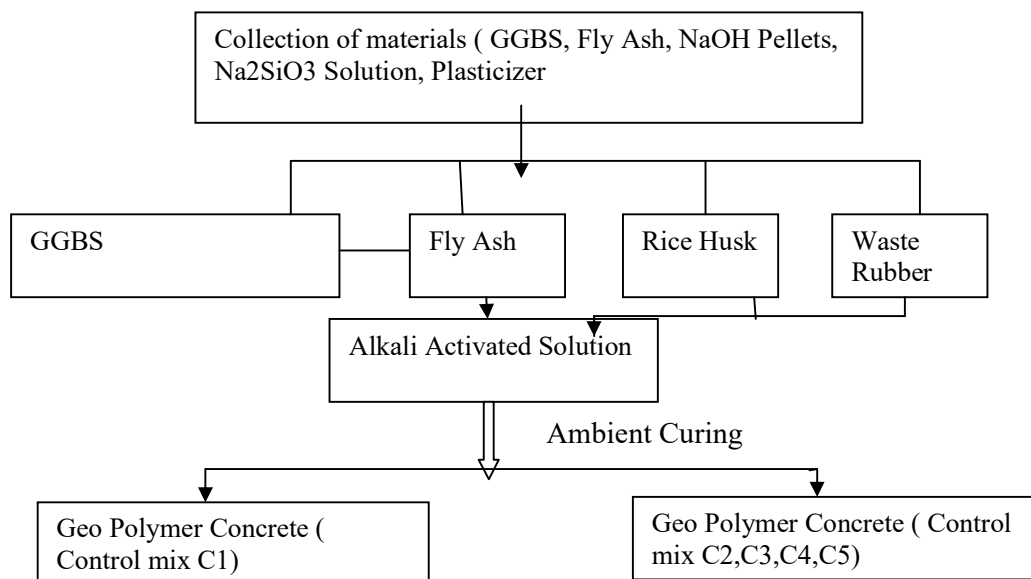 Collection of materials ( GGBS, Fly Ash, NaOH Pellets,
Na2SiO3 Solution, Plasticizer
GGBS
Fly Ash
Rice Husk
Waste
Rubber
Alkali Activated Solution
Ambient Curing
Geo Polymer Concrete (
Control mix C1)
Geo Polymer Concrete ( Control
mix C2,C3,C4,C5)